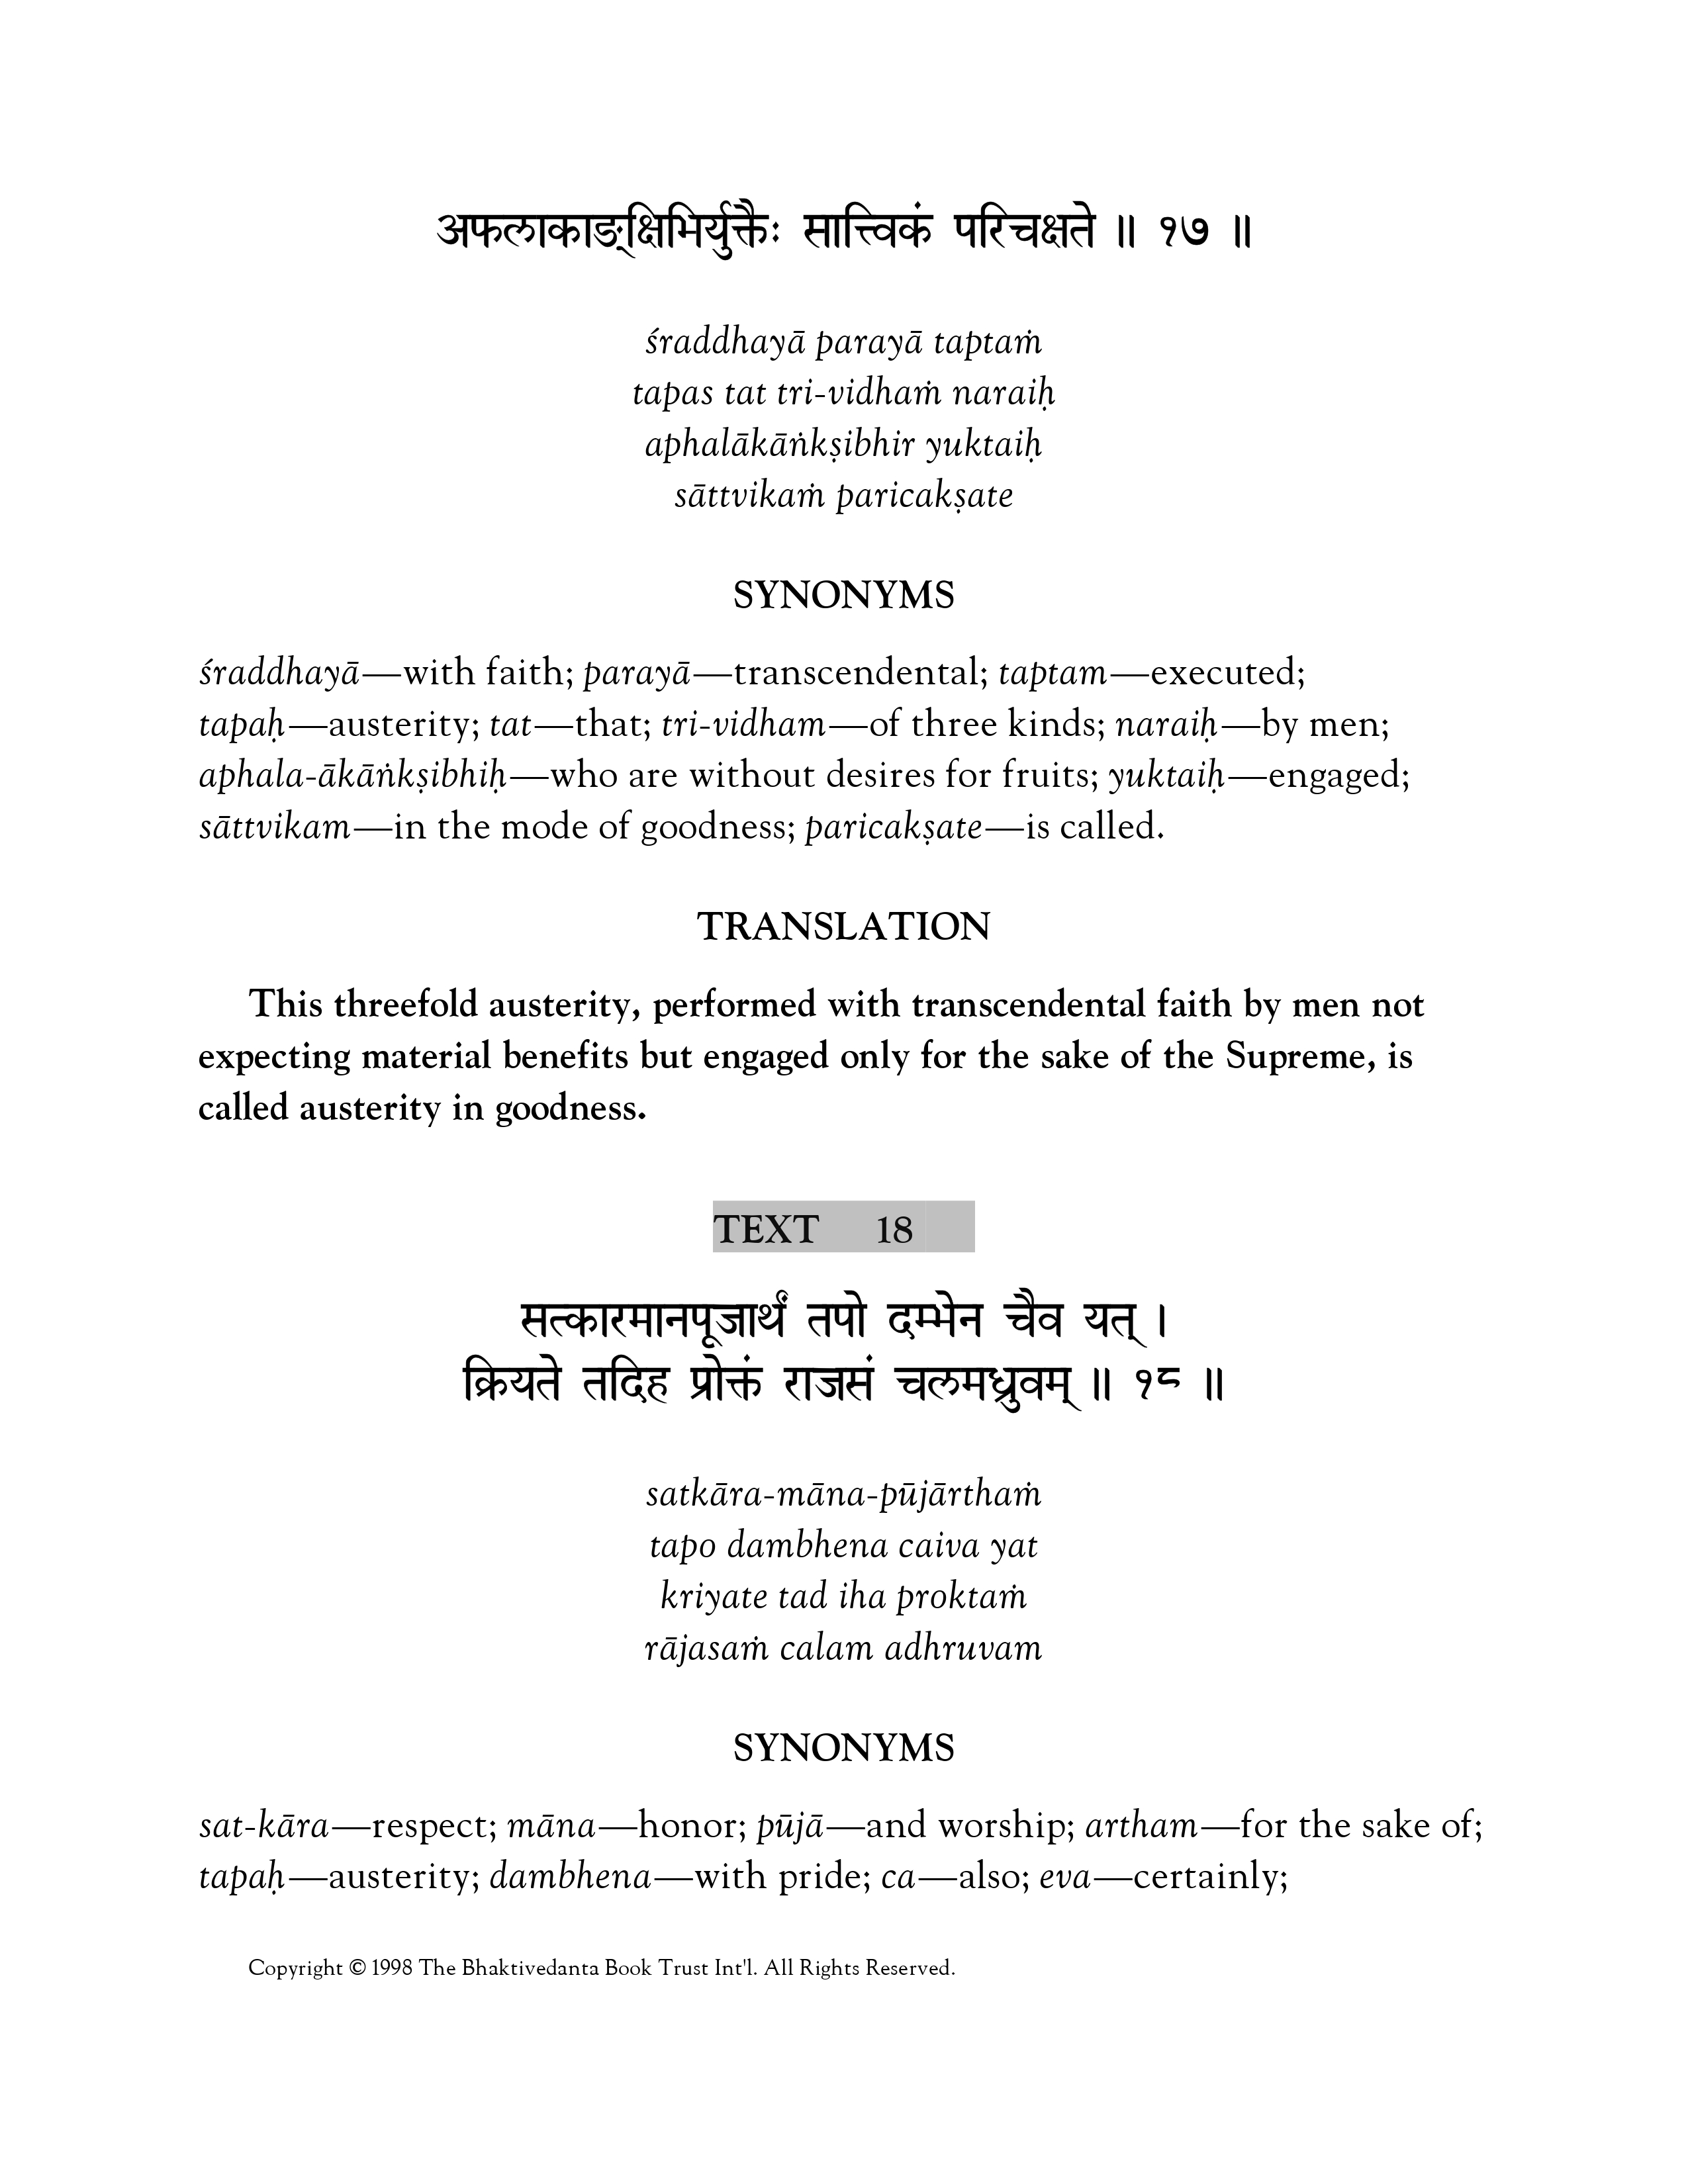 अफलाकाङ्क्षिभिर्युक्तैः सात्त्विकं परिचक्षते ॥ १७ ॥
śraddhayā parayā taptaṁ
tapas tat tri-vidhaṁ naraiḥ
aphalākāṅkṣibhir yuktaiḥ
sāttvikaṁ paricakṣate
SYNONYMS
śraddhayā—with faith; parayā—transcendental; taptam—executed;
tapaḥ—austerity; tat—that; tri-vidham—of three kinds; naraiḥ—by men;
aphala-ākāṅkṣibhiḥ—who are without desires for fruits; yuktaiḥ—engaged;
sāttvikam—in the mode of goodness; paricakṣate—is called.
TRANSLATION
This threefold austerity, performed with transcendental faith by men not
expecting material benefits but engaged only for the sake of the Supreme, is
called austerity in goodness.
TEXT 18
सत्कारमानपूजार्थं तपो दम्भेन चैव यत् ।
क्रियते तदिह प्रोक्तं राजसं चलमध्रुवम् ॥ १८ ॥
satkāra-māna-pūjārthaṁ
tapo dambhena caiva yat
kriyate tad iha proktaṁ
rājasaṁ calam adhruvam
SYNONYMS
sat-kāra—respect; māna—honor; pūjā—and worship; artham—for the sake of;
tapaḥ—austerity; dambhena—with pride; ca—also; eva—certainly;
Copyright © 1998 The Bhaktivedanta Book Trust Int'l. All Rights Reserved.